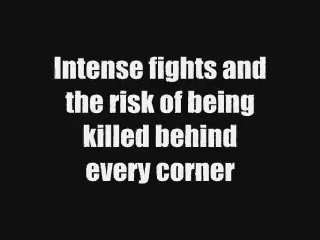 Intense fights and
the risk of being
killed behind
every corner